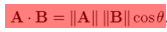 A · B = ‖A‖ ‖B‖ cos θ.